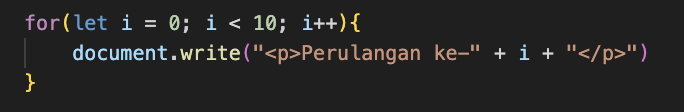 for(let i = 0; i < 10; i++){
    document.write("<p>Perulangan ke-" + i + "</p>")
}